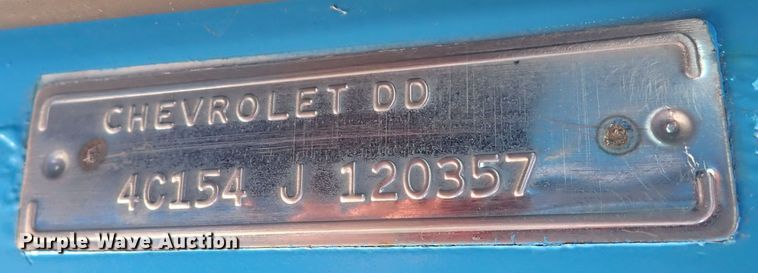 CHEVROLET DD
4C154 J 120357
Purple Wave Auction